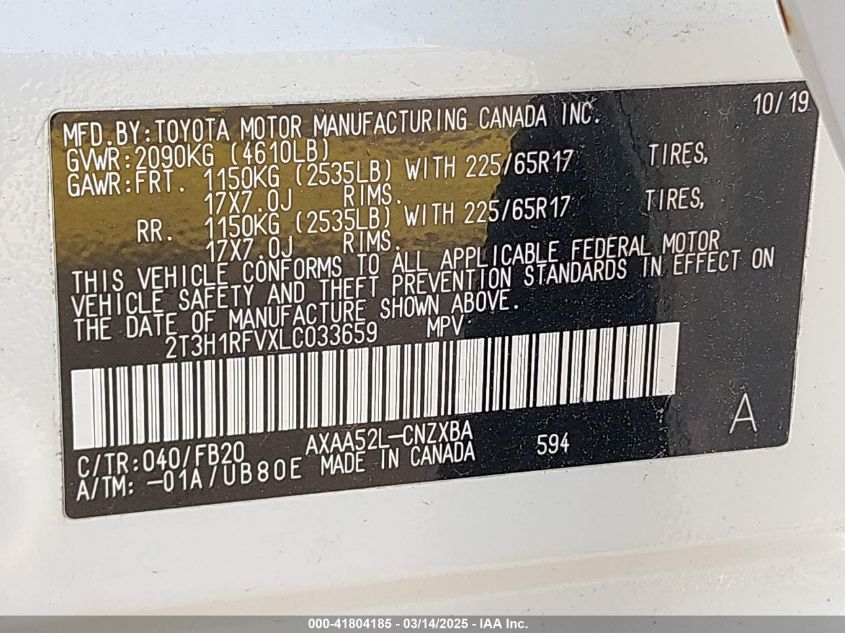 10/19
MFD.BY:TOYOTA MOTOR MANUFACTURING CANADA INC.
GVWR:2090KG (4610LB)
GAWR:FRT. 1150KG (2535LB) WITH 225/65R17 TIRES,
17X7.0J RIMS.
RR. 1150KG (2535LB) WITH 225/65R17 TIRES,
17X7.0J RIMS.
THIS VEHICLE CONFORMS TO ALL APPLICABLE FEDERAL MOTOR
VEHICLE SAFETY AND THEFT PREVENTION STANDARDS IN EFFECT ON
THE DATE OF MANUFACTURE SHOWN ABOVE.
2T3H1RFVXLC033659 MPV
A
C/TR:040/FB20 AXAA52L-CNZXBA 594
A/TM: -01A/UB80E MADE IN CANADA
000-41804185 - 03/14/2025 - IAA Inc.